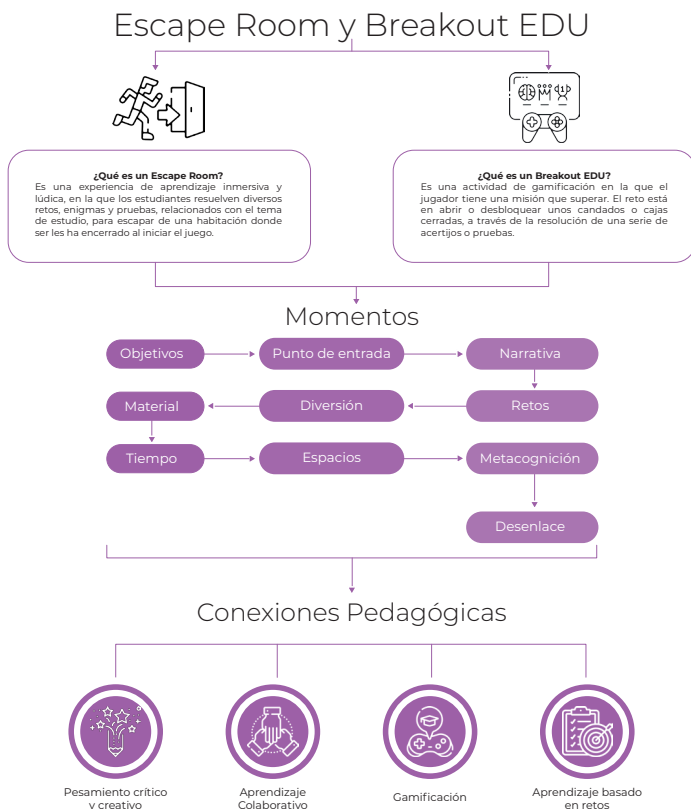 Escape Room y Breakout EDU
¿Qué es un Escape Room?
Es una experiencia de aprendizaje inmersiva y
lúdica, en la que los estudiantes resuelven diversos
retos, enigmas y pruebas, relacionados con el tema
de estudio, para escapar de una habitación donde
ser les ha encerrado al iniciar el juego.
¿Qué es un Breakout EDU?
Es una actividad de gamificación en la que el
jugador tiene una misión que superar. El reto está
en abrir o desbloquear unos candados o cajas
cerradas, a través de la resolución de una serie de
acertijos o pruebas.
Momentos
Objetivos
Punto de entrada
Narrativa
Retos
Diversión
Material
Tiempo
Espacios
Metacognición
Desenlace
Conexiones Pedagógicas
Pesamiento crítico
y creativo
Aprendizaje
Colaborativo
Gamificación
Aprendizaje basado
en retos